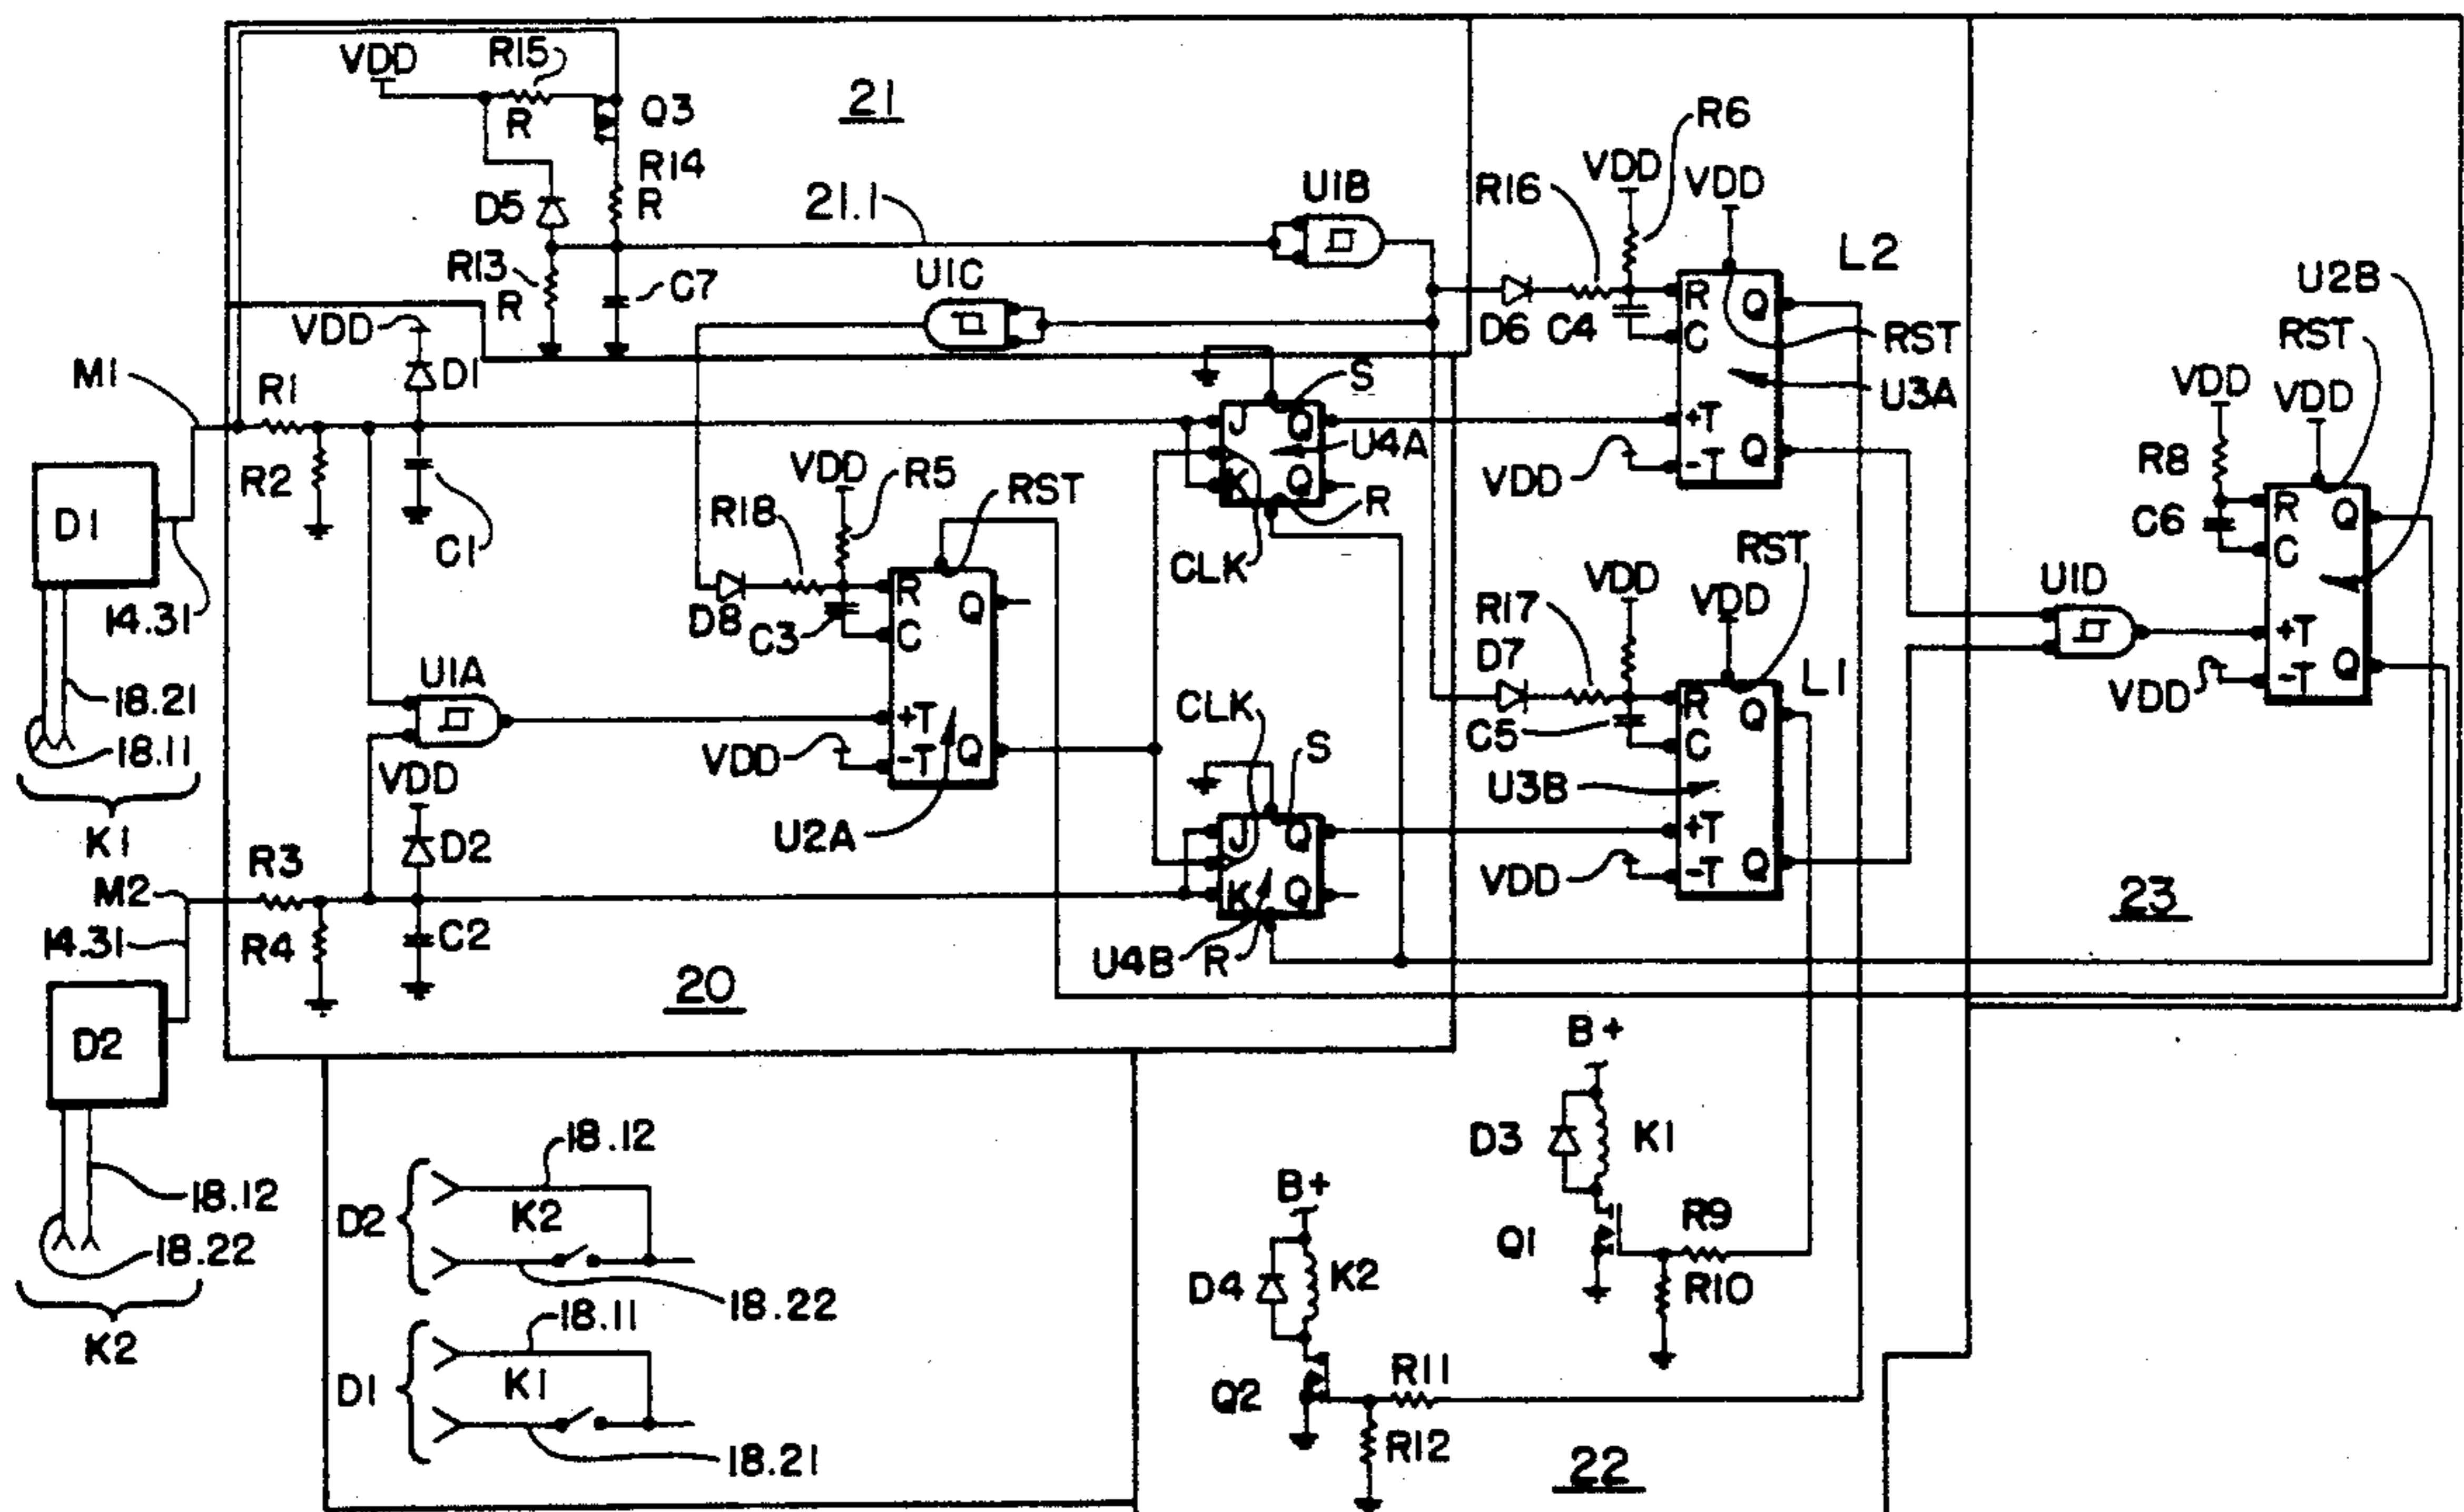 VDD
R15
R
Q3
21
R14
R
D5
R13
R
C7
21.1
U1B
U1C
R16
VDD
R6
VDD
L2
D6
C4
R
C
Q
+T
-T
Q
RST
U3A
VDD
U2B
RST
VDD
VDD
R8
C6
R
C
Q
+T
-T
Q
VDD
M1
R1
R2
VDD
D1
C1
D1
14.31
18.21
18.11
K1
S
J
Q
K
Q
U4A
R
CLK
R18
VDD
R5
RST
D8
C3
R
C
Q
+T
-T
Q
VDD
U2A
U1A
VDD
D2
C2
R3
R4
M2
14.31
D2
18.12
18.22
K2
CLK
S
J
Q
K
Q
U4B
R
20
R17
D7
VDD
VDD
RST
L1
C5
R
C
Q
+T
-T
Q
U3B
VDD
U1D
23
D2
18.12
K2
18.22
D1
18.11
K1
18.21
B+
D3
K1
Q1
R9
R10
B+
D4
K2
Q2
R11
R12
22